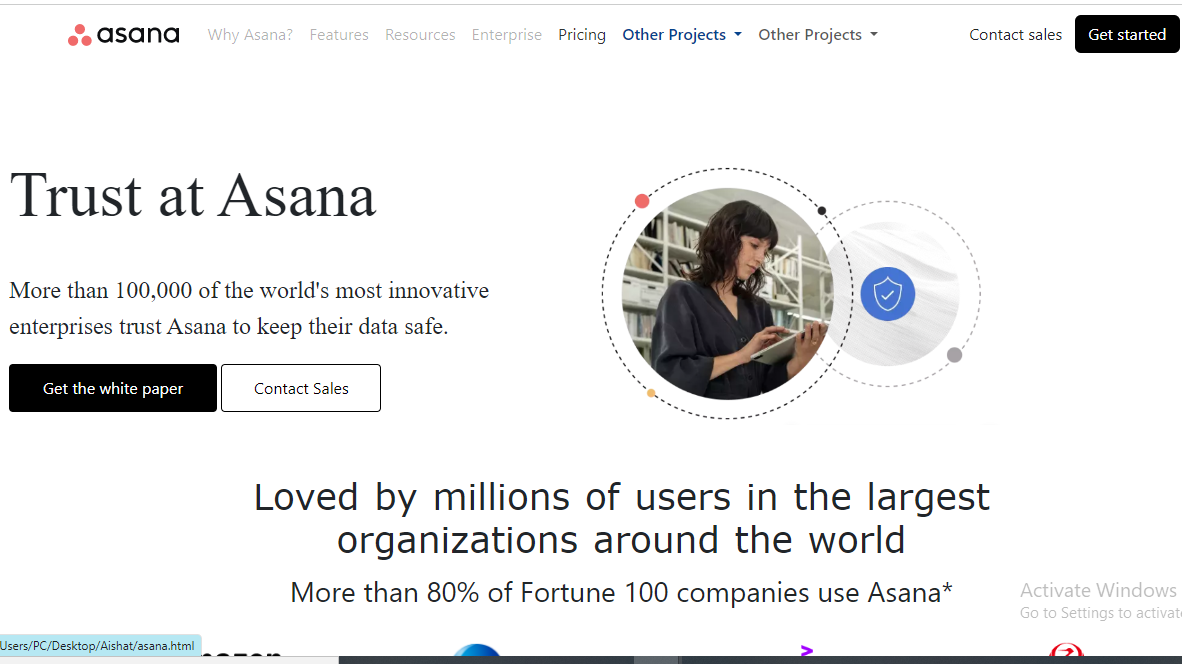 asana
Why Asana? Features Resources Enterprise Pricing Other Projects Other Projects Contact sales Get started
Trust at Asana
More than 100,000 of the world's most innovative
enterprises trust Asana to keep their data safe.
Get the white paper Contact Sales
Loved by millions of users in the largest
organizations around the world
More than 80% of Fortune 100 companies use Asana*
Activate Windows
Go to Settings to activate
Users/PC/Desktop/Aishat/asana.html